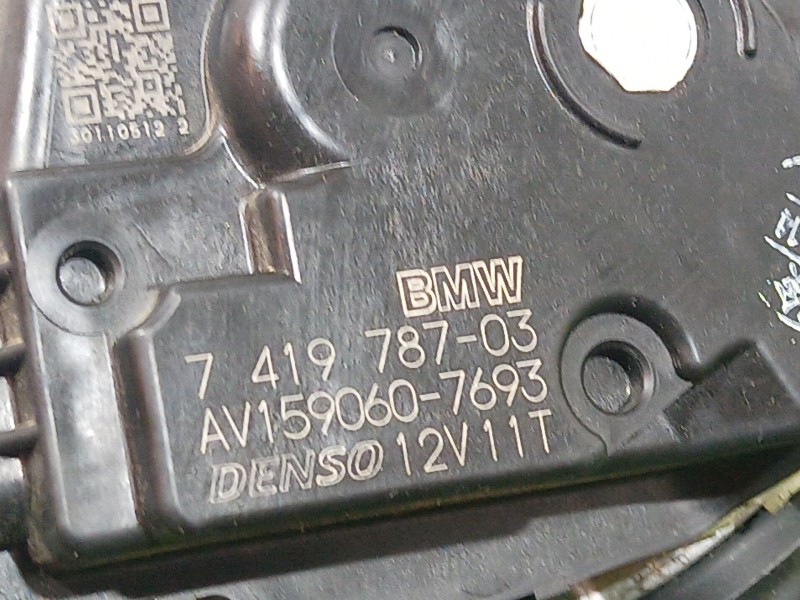 30110512 2
BMW
7 419 787-03
AV159060-7693
DENSO 12V11T